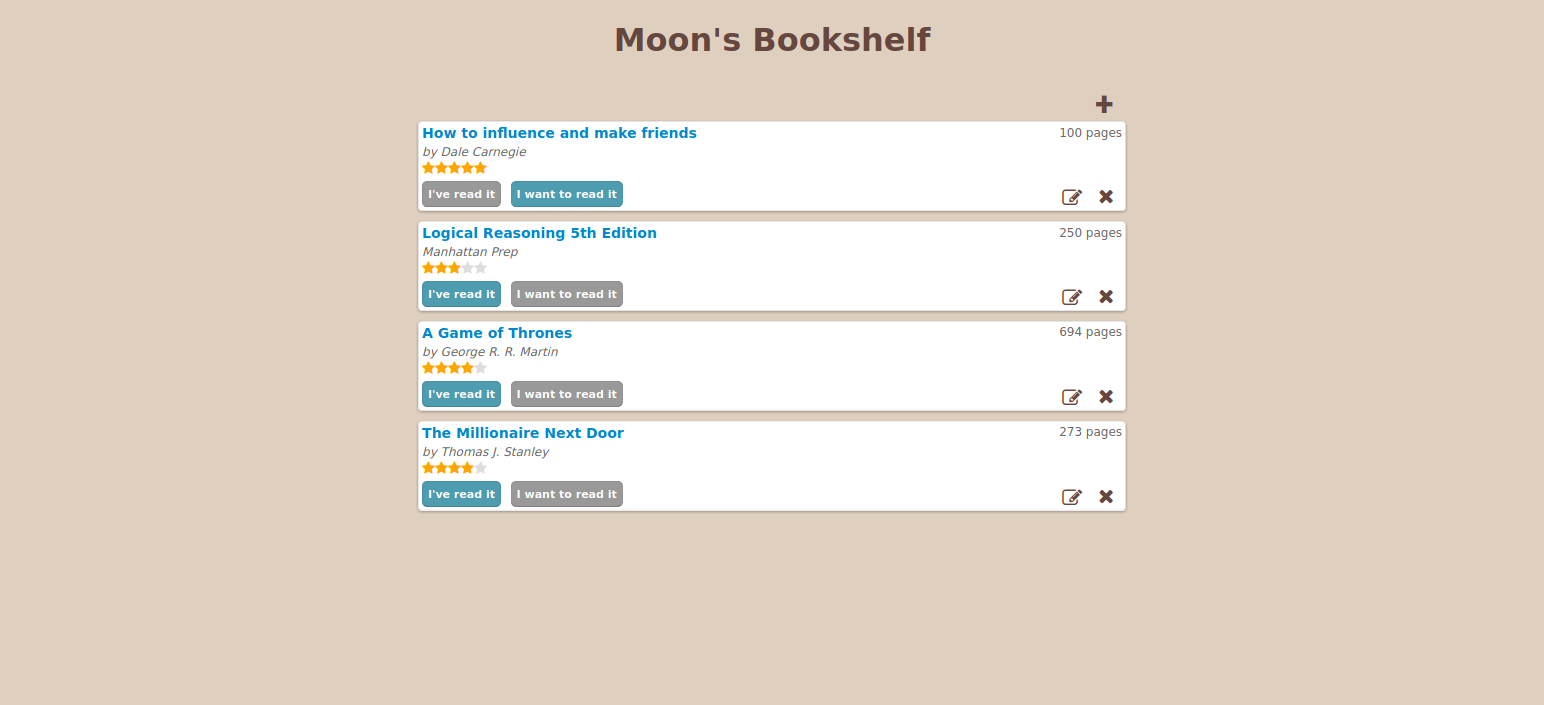 Moon's Bookshelf
How to influence and make friends 100 pages
by Dale Carnegie
I've read it I want to read it
Logical Reasoning 5th Edition 250 pages
Manhattan Prep
I've read it I want to read it
A Game of Thrones 694 pages
by George R. R. Martin
I've read it I want to read it
The Millionaire Next Door 273 pages
by Thomas J. Stanley
I've read it I want to read it